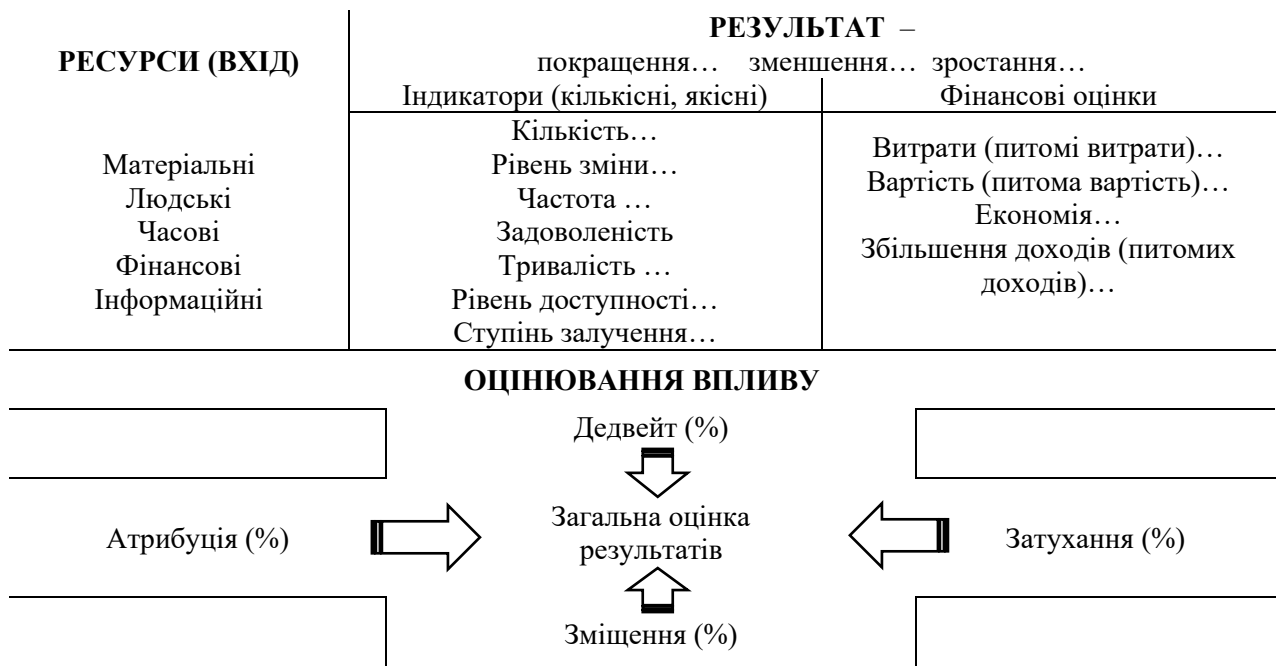 РЕСУРСИ (ВХІД)
РЕЗУЛЬТАТ –
покращення… зменшення… зростання…
Індикатори (кількісні, якісні)
Фінансові оцінки
Матеріальні
Людські
Часові
Фінансові
Інформаційні
Кількість…
Рівень зміни…
Частота …
Задоволеність
Тривалість …
Рівень доступності…
Ступінь залучення…
Витрати (питомі витрати)…
Вартість (питома вартість)…
Економія…
Збільшення доходів (питомих
доходів)…
ОЦІНЮВАННЯ ВПЛИВУ
Дедвейт (%)
Атрибуція (%)
Загальна оцінка
результатів
Затухання (%)
Зміщення (%)